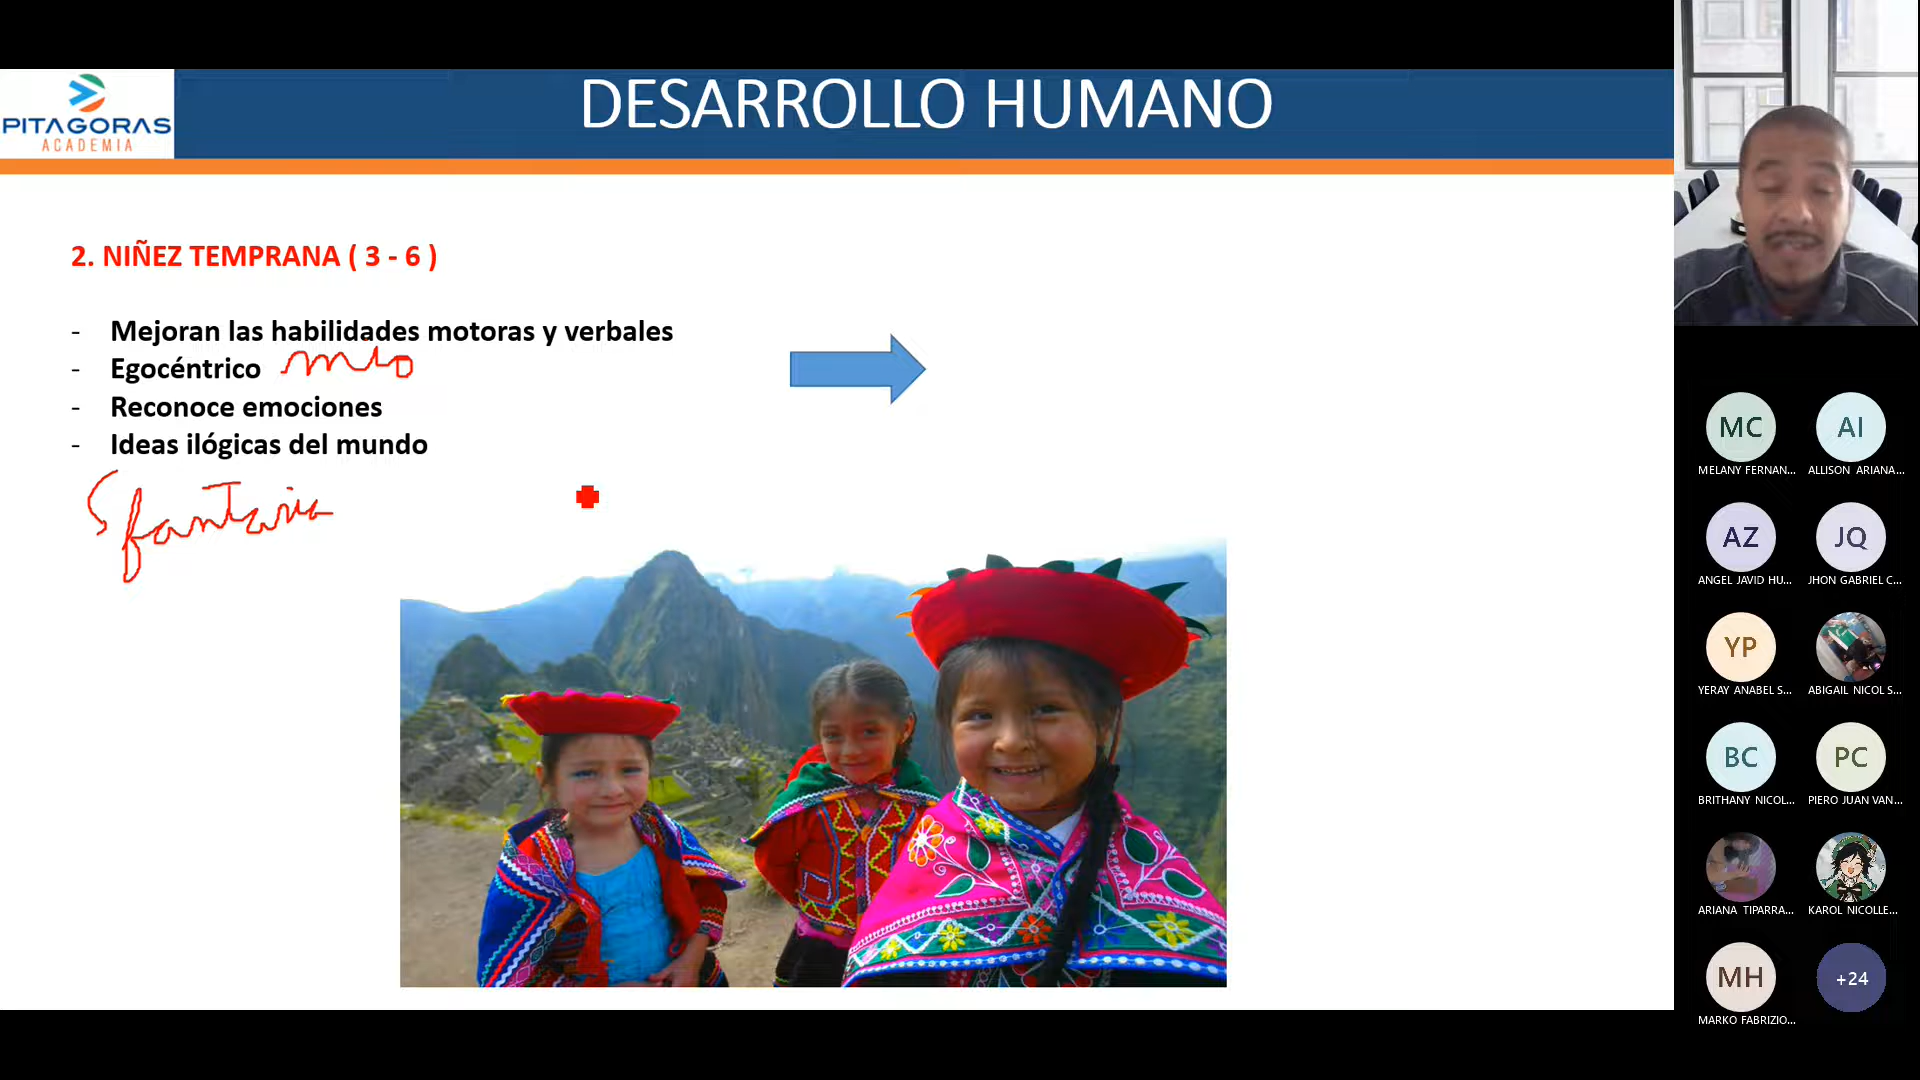 DESARROLLO HUMANO
PITAGORAS
ACADEMIA
2. NIÑEZ TEMPRANA ( 3 - 6 )
- Mejoran las habilidades motoras y verbales
- Egocéntrico mio
- Reconoce emociones
- Ideas ilógicas del mundo
fantasia
MC
MELANY FERNAN...
AI
ALLISON ARIANA...
AZ
ANGEL JAVID HU...
JQ
JHON GABRIEL C...
YP
YERAY ANABEL S...
ABIGAIL NICOL S...
BC
BRITHANY NICOL...
PC
PIERO JUAN VAN...
ARIANA TIPARRA...
KAROL NICOLLE...
MH
MARKO FABRIZIO...
+24